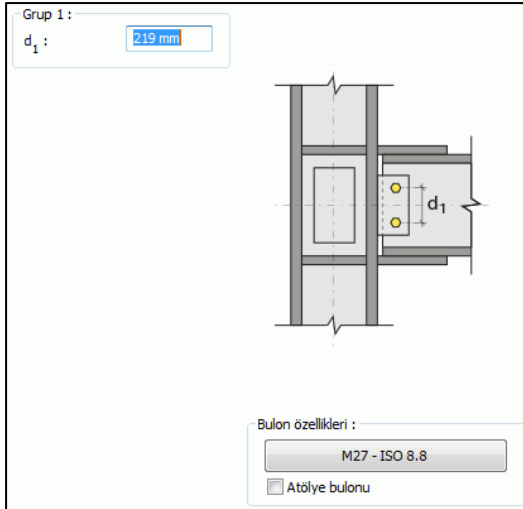 Grup 1:
d1 : 219 mm
d1
Bulon özellikleri :
M27 - ISO 8.8
Atölye bulonu